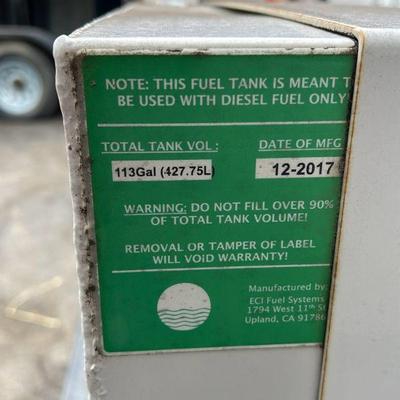 NOTE: THIS FUEL TANK IS MEANT T
BE USED WITH DIESEL FUEL ONLY!
TOTAL TANK VOL: DATE OF MFG
113Gal (427.75L) 12-2017
WARNING: DO NOT FILL OVER 90%
OF TOTAL TANK VOLUME!
REMOVAL OR TAMPER OF LABEL
WILL VOID WARRANTY!
Manufactured by:
ECI Fuel Systems
1794 West 11th St
Upland, CA 91786